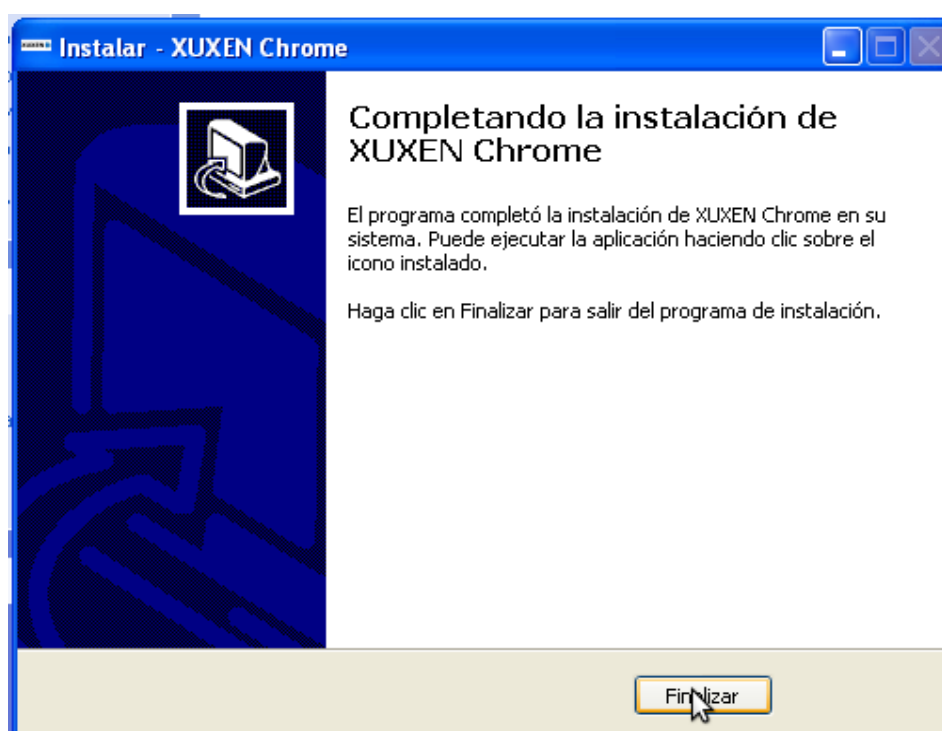 Instalar - XUXEN Chrome
Completando la instalación de
XUXEN Chrome
El programa completó la instalación de XUXEN Chrome en su
sistema. Puede ejecutar la aplicación haciendo clic sobre el
icono instalado.
Haga clic en Finalizar para salir del programa de instalación.
Finalizar